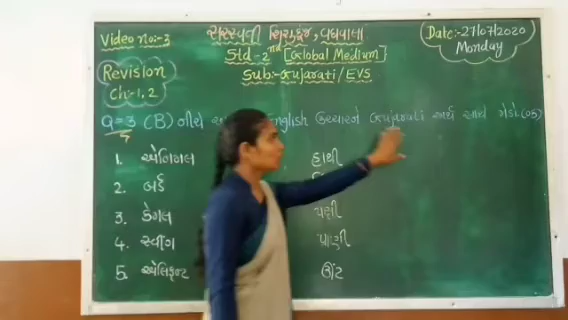 Video no:-3
સરસ્વતી શિશુકુંજ, વઘવાલા
Std-2nd [Global Medium]
Sub:-Gujarati/EVS
Date:-27/07/2020
Monday
Revision
Ch:-1,2
Q=3 (B) નીચે English ઉચ્ચારને Gujarati અર્થ સાથે જોડો. (05)
1. એનિમલ હાથી
2. બર્ડ
3. કેમલ પક્ષી
4. સ્વીંગ પ્રાણી
5. એલિફન્ટ ઊંટ